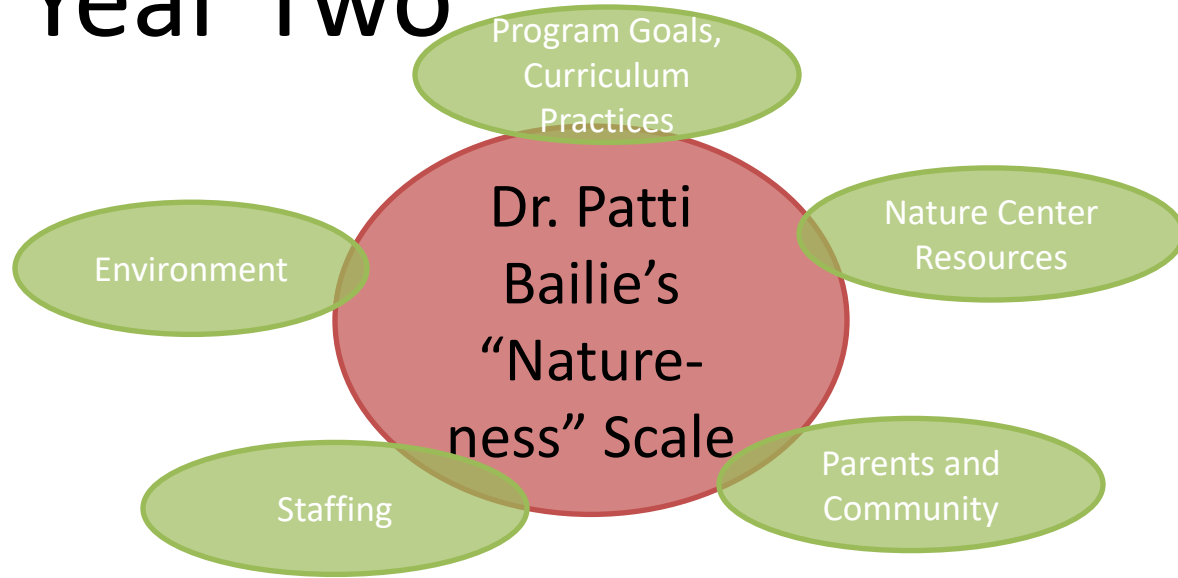 Year Two
Program Goals,
Curriculum
Practices
Dr. Patti
Bailie’s
“Nature-
ness” Scale
Nature Center
Resources
Environment
Parents and
Community
Staffing